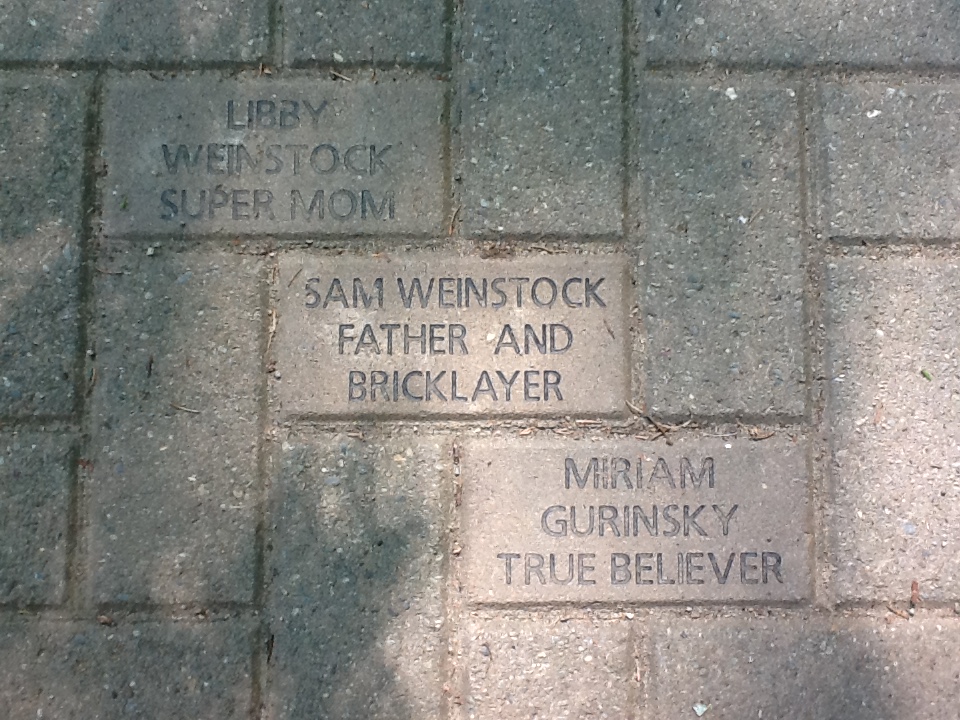 LIBBY
WEINSTOCK
SUPER MOM
SAM WEINSTOCK
FATHER AND
BRICKLAYER
MIRIAM
GURINSKY
TRUE BELIEVER